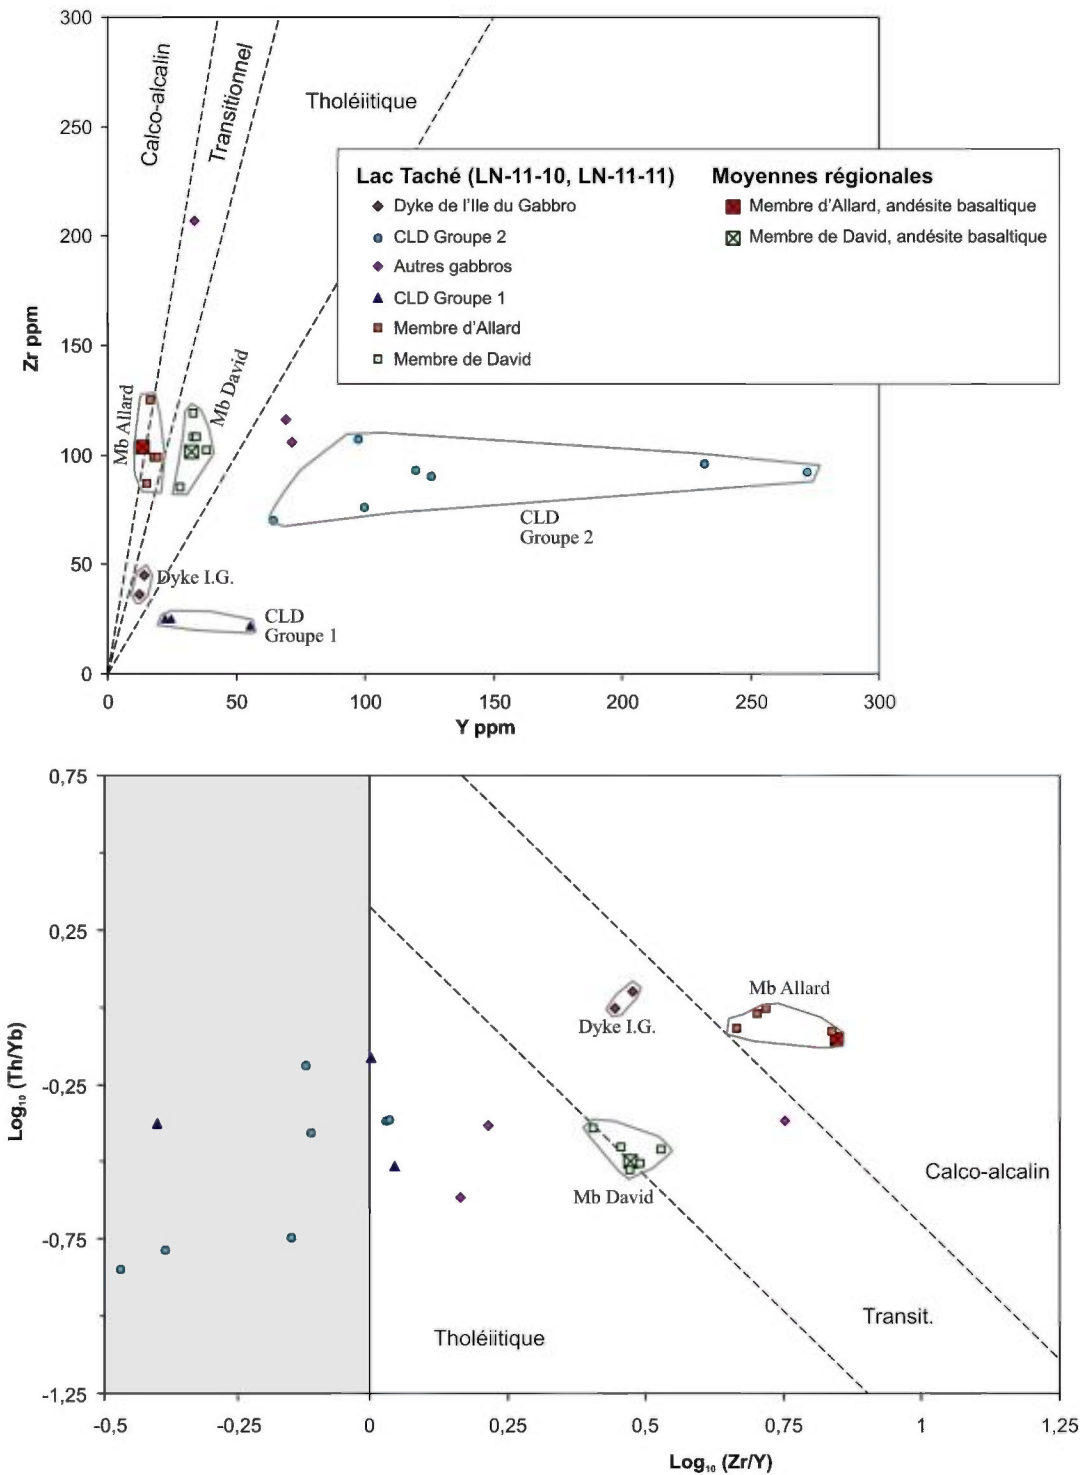 300
250
200
150
100
50
0
Zr ppm
Calco-alcalin
Transitionnel
Tholéiitique
Lac Taché (LN-11-10, LN-11-11)
Dyke de l'Ile du Gabbro
CLD Groupe 2
Autres gabbros
CLD Groupe 1
Membre d'Allard
Membre de David
Moyennes régionales
Membre d'Allard, andésite basaltique
Membre de David, andésite basaltique
Mb Allard
Mb David
CLD
Groupe 2
Dyke I.G.
CLD
Groupe 1
0
50
100
150
200
250
300
Y ppm
0,75
0,25
-0,25
-0,75
-1,25
Log₁₀ (Th/Yb)
Mb Allard
Dyke I.G.
Mb David
Calco-alcalin
Transit.
Tholéiitique
-0,5
-0,25
0
0,25
0,5
0,75
1
1,25
Log₁₀ (Zr/Y)